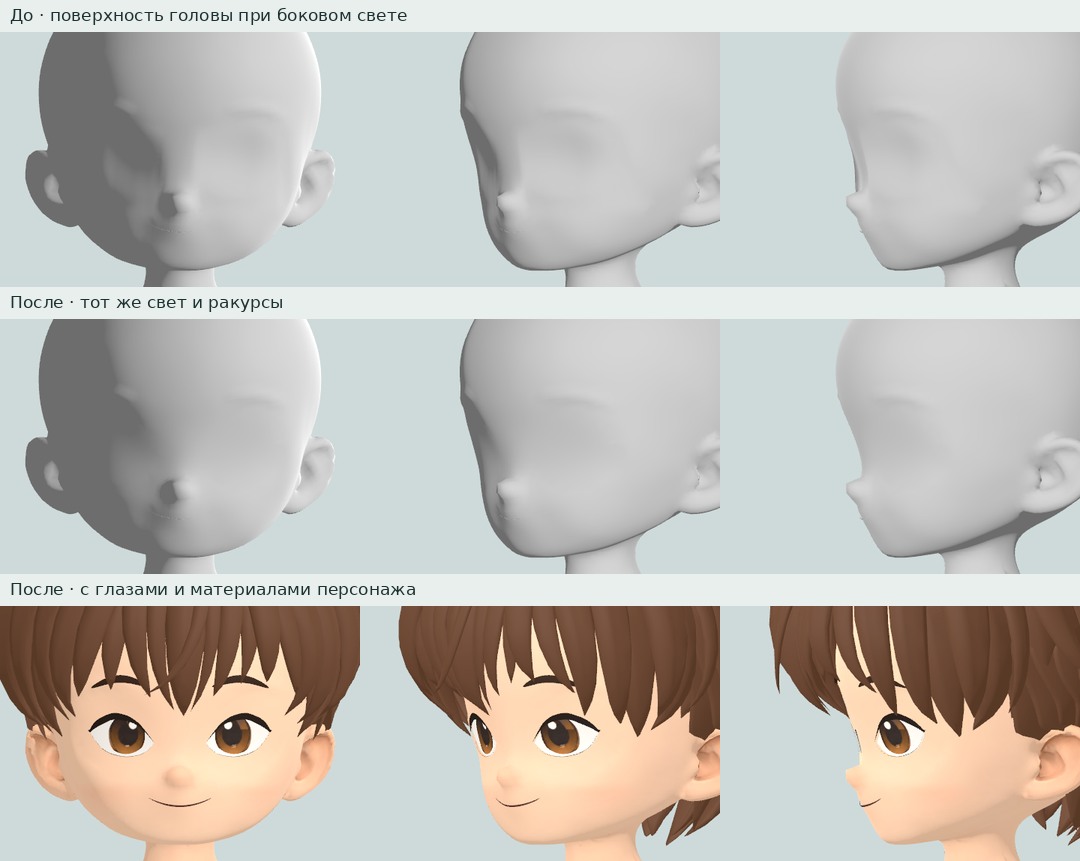 До · поверхность головы при боковом свете
После · тот же свет и ракурсы
После · с глазами и материалами персонажа